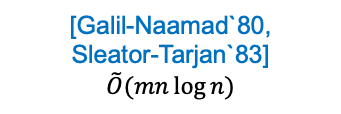 [Galil-Naamad`80,
Sleator-Tarjan`83]
Õ(mn log n)